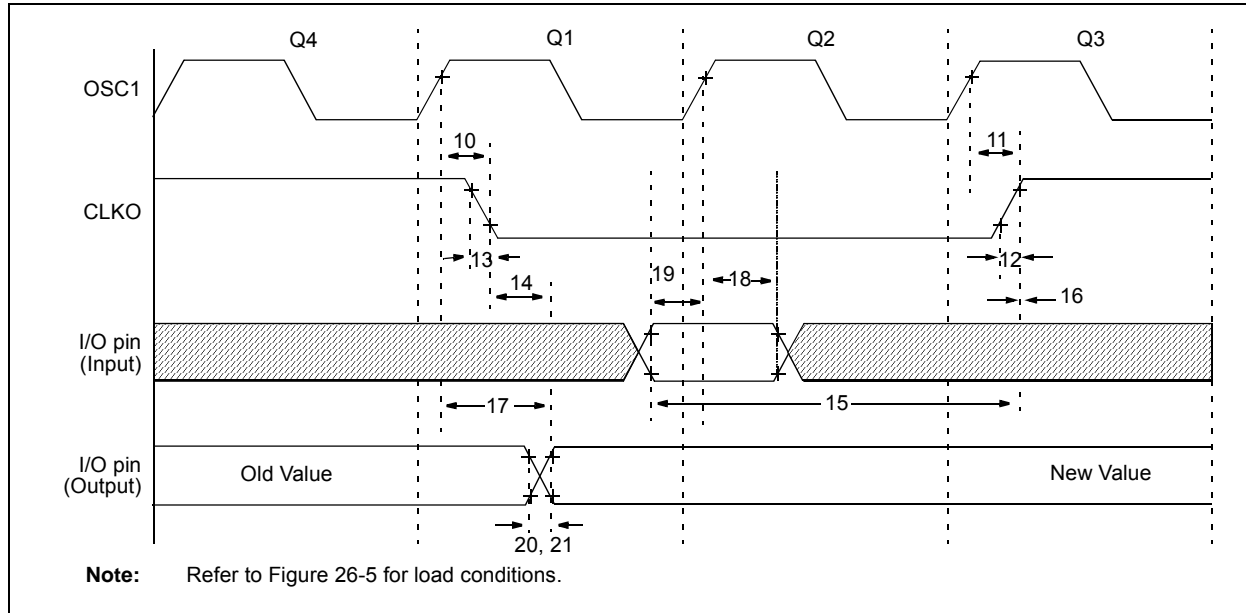 Q4 Q1 Q2 Q3
OSC1
10 11
CLKO
13 12
19 18
14 16
I/O pin
(Input)
17 15
I/O pin
(Output)
Old Value New Value
20, 21
Note: Refer to Figure 26-5 for load conditions.